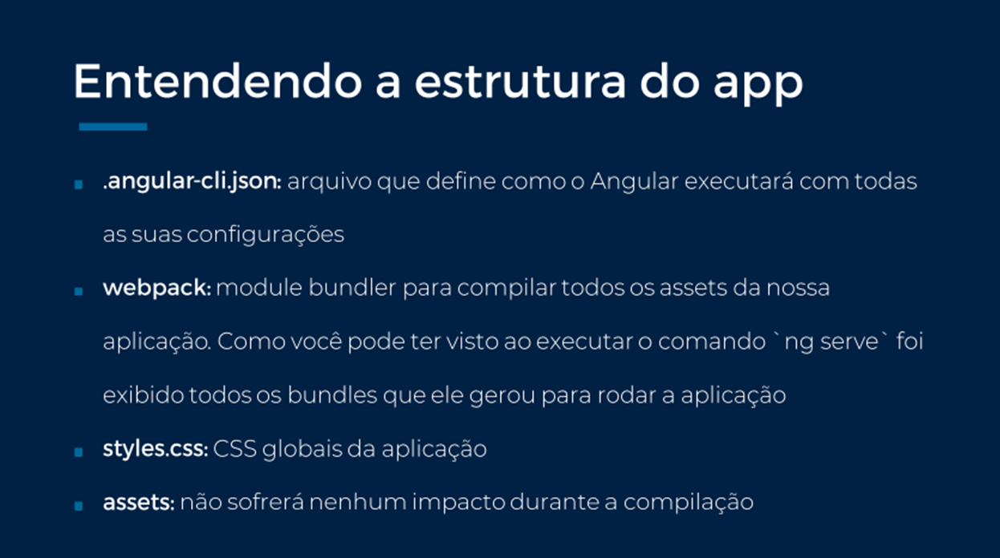 Entendendo a estrutura do app
.angular-cli.json: arquivo que define como o Angular executará com todas
as suas configurações
webpack: module bundler para compilar todos os assets da nossa
aplicação. Como você pode ter visto ao executar o comando `ng serve` foi
exibido todos os bundles que ele gerou para rodar a aplicação
styles.css: CSS globais da aplicação
assets: não sofrerá nenhum impacto durante a compilação